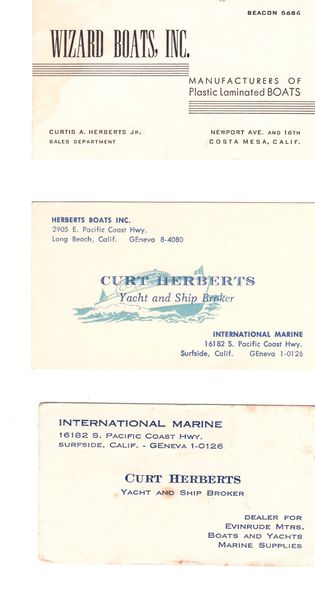 BEACON 5686
WIZARD BOATS, INC.
MANUFACTURERS OF
Plastic Laminated BOATS
CURTIS A. HERBERTS JR.
SALES DEPARTMENT
NEWPORT AVE. AND 16TH
COSTA MESA, CALIF.
HERBERTS BOATS INC.
2905 E. Pacific Coast Hwy.
Long Beach, Calif. GEneva 8-4080
CURT HERBERTS
Yacht and Ship Broker
INTERNATIONAL MARINE
16182 S. Pacific Coast Hwy.
Surfside, Calif. GEneva 1-0126
INTERNATIONAL MARINE
16182 S. PACIFIC COAST HWY.
SURFSIDE, CALIF. - GENEVA 1-0126
CURT HERBERTS
YACHT AND SHIP BROKER
DEALER FOR
EVINRUDE MTRS.
BOATS AND YACHTS
MARINE SUPPLIES